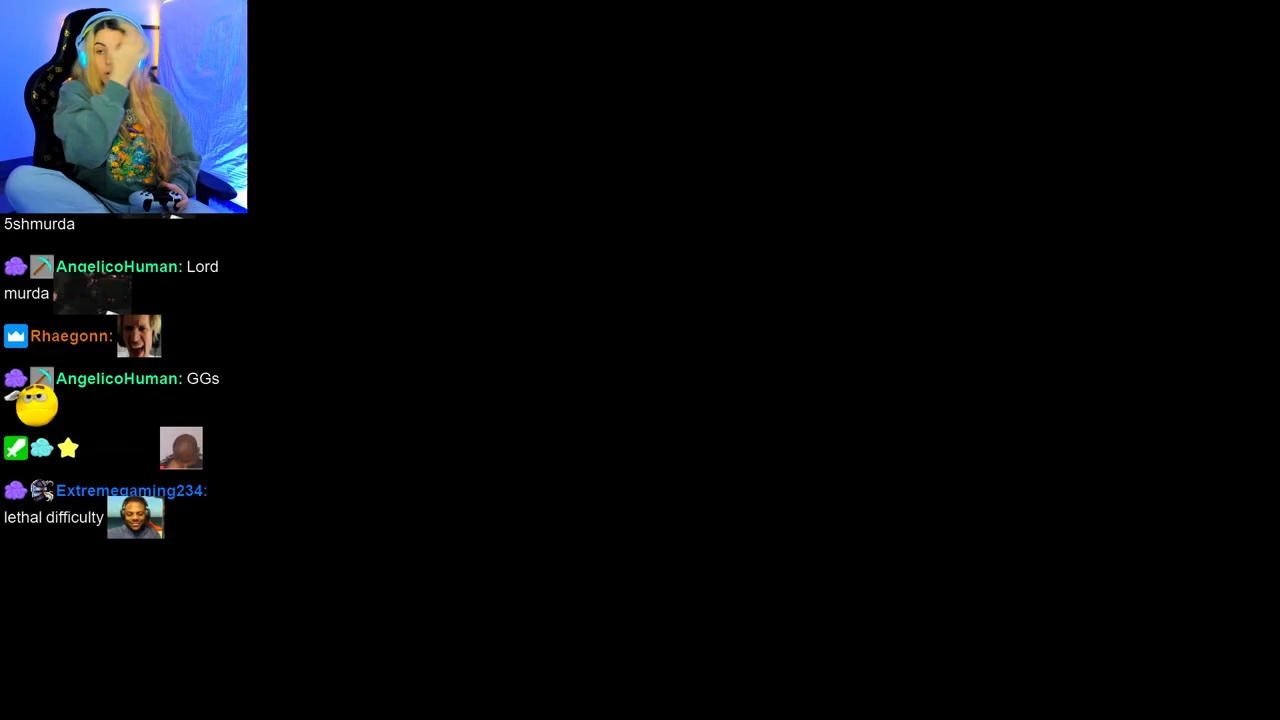 5shmurda
AngelicoHuman: Lord
murda
Rhaegonn:
AngelicoHuman: GGs
Extremegaming234:
lethal difficulty